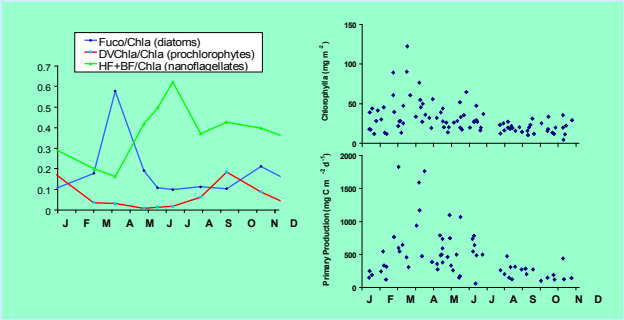 Fuco/Chla (diatoms)
DVChla/Chla (prochlorophytes)
HF+BF/Chla (nanoflagellates)
0.7
0.6
0.5
0.4
0.3
0.2
0.1
0
J F M A M J J A S O N D
Chlorophylla (mg m⁻²)
150
100
50
0
Primary Production (mg C m⁻² d⁻¹)
2000
1500
1000
500
0
J F M A M J J A S O N D